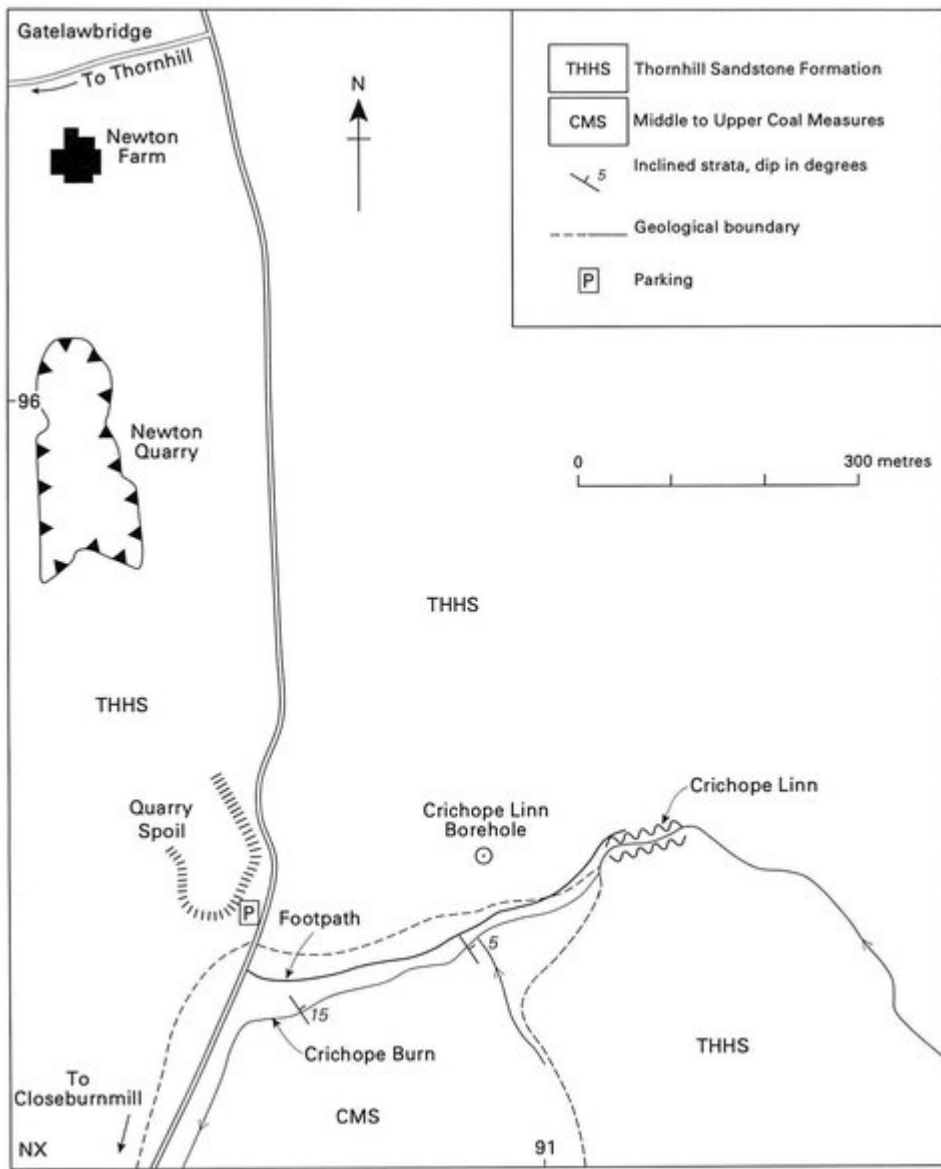 Gatelawbridge
To Thornhill
Newton
Farm
N
THHS Thornhill Sandstone Formation
CMS Middle to Upper Coal Measures
5 Inclined strata, dip in degrees
Geological boundary
P Parking
96
Newton
Quarry
0 300 metres
THHS
THHS
Crichope Linn
Quarry
Spoil
Crichope Linn
Borehole
P
Footpath
5
15
Crichope Burn
THHS
To
Closeburnmill
CMS
91
NX